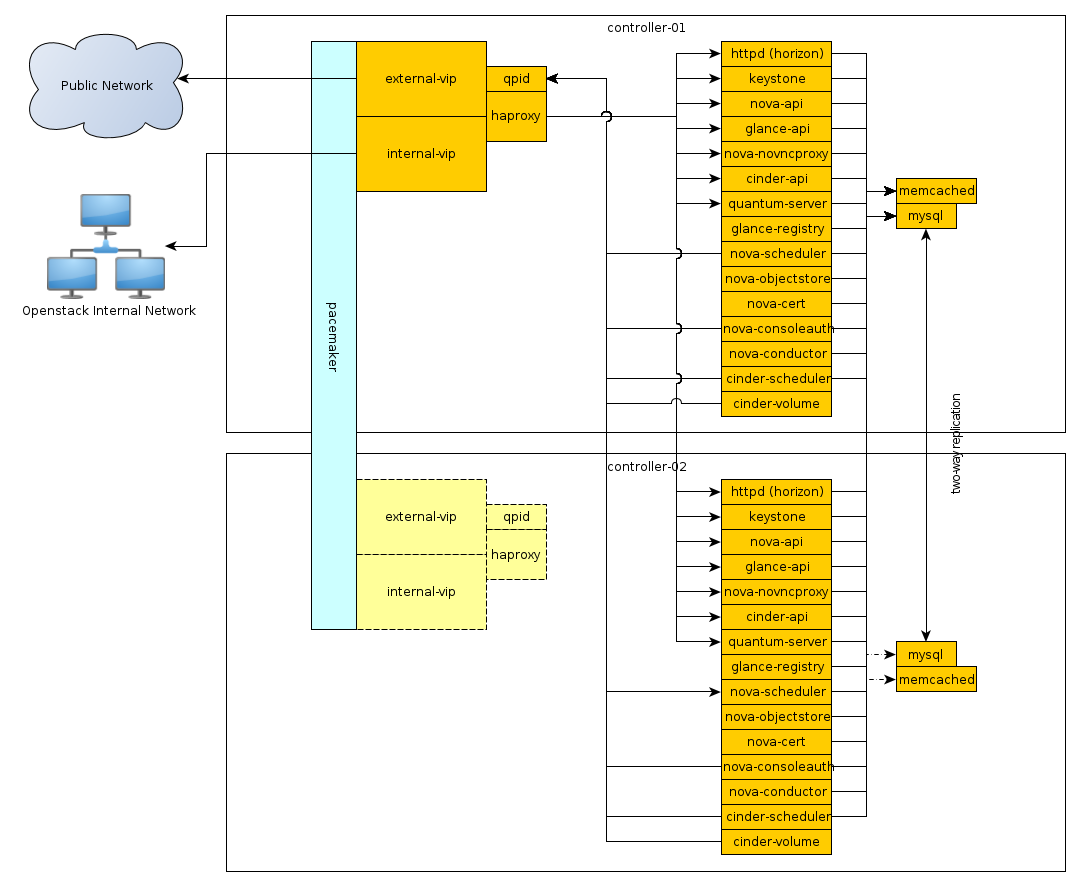 controller-01
Public Network
Openstack Internal Network
pacemaker
external-vip
internal-vip
qpid
haproxy
httpd (horizon)
keystone
nova-api
glance-api
nova-novncproxy
cinder-api
quantum-server
glance-registry
nova-scheduler
nova-objectstore
nova-cert
nova-consoleauth
nova-conductor
cinder-scheduler
cinder-volume
memcached
mysql
two-way replication
controller-02
external-vip
internal-vip
qpid
haproxy
httpd (horizon)
keystone
nova-api
glance-api
nova-novncproxy
cinder-api
quantum-server
glance-registry
nova-scheduler
nova-objectstore
nova-cert
nova-consoleauth
nova-conductor
cinder-scheduler
cinder-volume
mysql
memcached